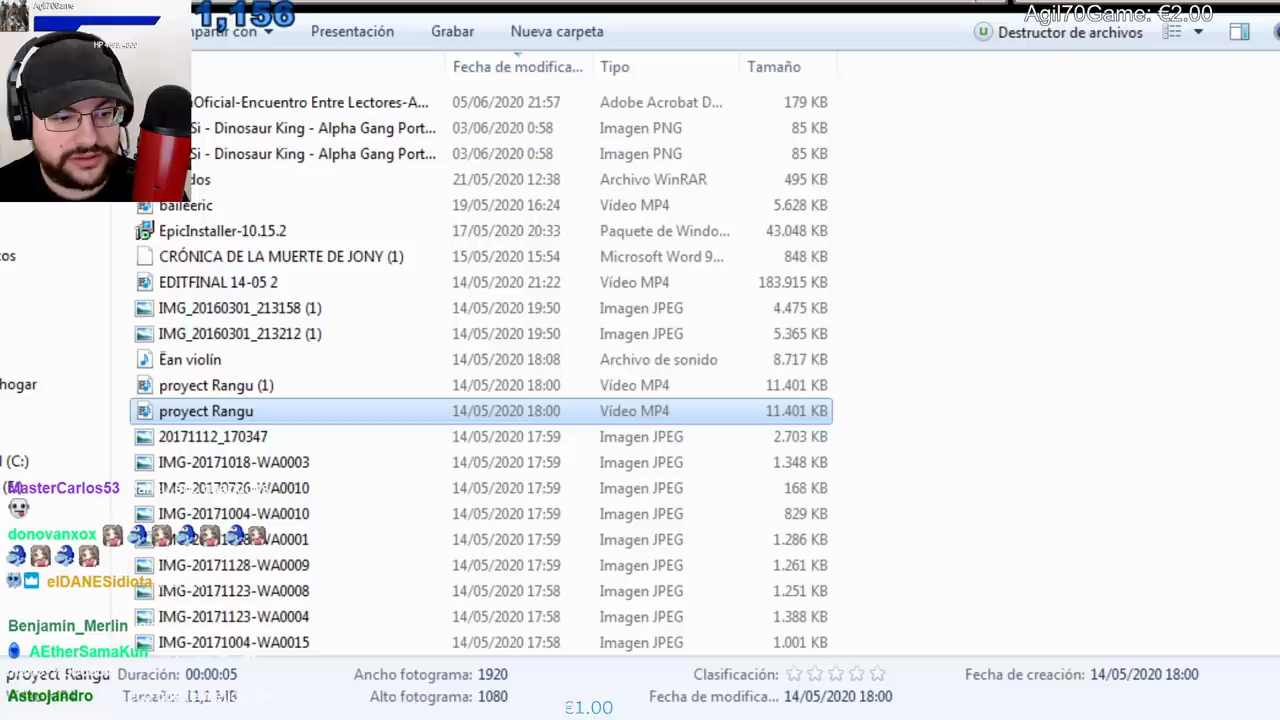 Agil70Game
1,156
Agil70Game: €2.00
partir con Presentación Grabar Nueva carpeta Destructor de archivos
Fecha de modifica... Tipo Tamaño
Oficial-Encuentro Entre Lectores-A... 05/06/2020 21:57 Adobe Acrobat D... 179 KB
Si - Dinosaur King - Alpha Gang Port... 03/06/2020 0:58 Imagen PNG 85 KB
Si - Dinosaur King - Alpha Gang Port... 03/06/2020 0:58 Imagen PNG 85 KB
dos 21/05/2020 12:38 Archivo WinRAR 495 KB
baileeric 19/05/2020 16:24 Vídeo MP4 5.628 KB
EpicInstaller-10.15.2 17/05/2020 20:33 Paquete de Windo... 43.048 KB
CRÓNICA DE LA MUERTE DE JONY (1) 15/05/2020 15:54 Microsoft Word 9... 848 KB
EDITFINAL 14-05 2 14/05/2020 21:22 Vídeo MP4 183.915 KB
IMG_20160301_213158 (1) 14/05/2020 19:50 Imagen JPEG 4.475 KB
IMG_20160301_213212 (1) 14/05/2020 19:50 Imagen JPEG 5.365 KB
Ëan violín 14/05/2020 18:08 Archivo de sonido 8.717 KB
hogar proyect Rangu (1) 14/05/2020 18:00 Vídeo MP4 11.401 KB
proyect Rangu 14/05/2020 18:00 Vídeo MP4 11.401 KB
20171112_170347 14/05/2020 17:59 Imagen JPEG 2.703 KB
(C:) IMG-20171018-WA0003 14/05/2020 17:59 Imagen JPEG 1.348 KB
MasterCarlos53 14/05/2020 17:59 Imagen JPEG 168 KB
IMG-20171004-WA0010 14/05/2020 17:59 Imagen JPEG 829 KB
donovanxox 14/05/2020 17:59 Imagen JPEG 1.286 KB
IMG-20171128-WA0009 14/05/2020 17:59 Imagen JPEG 1.261 KB
elDANESidiota IMG-20171123-WA0008 14/05/2020 17:58 Imagen JPEG 1.251 KB
Benjamin_Merlin IMG-20171123-WA0004 14/05/2020 17:58 Imagen JPEG 1.388 KB
AEtherSamaKun IMG-20171004-WA0015 14/05/2020 17:58 Imagen JPEG 1.001 KB
proyect Rangu Duración: 00:00:05 Ancho fotograma: 1920 Clasificación: Fecha de creación: 14/05/2020 18:00
Astrojandro Alto fotograma: 1080 Fecha de modifica... 14/05/2020 18:00
€1.00